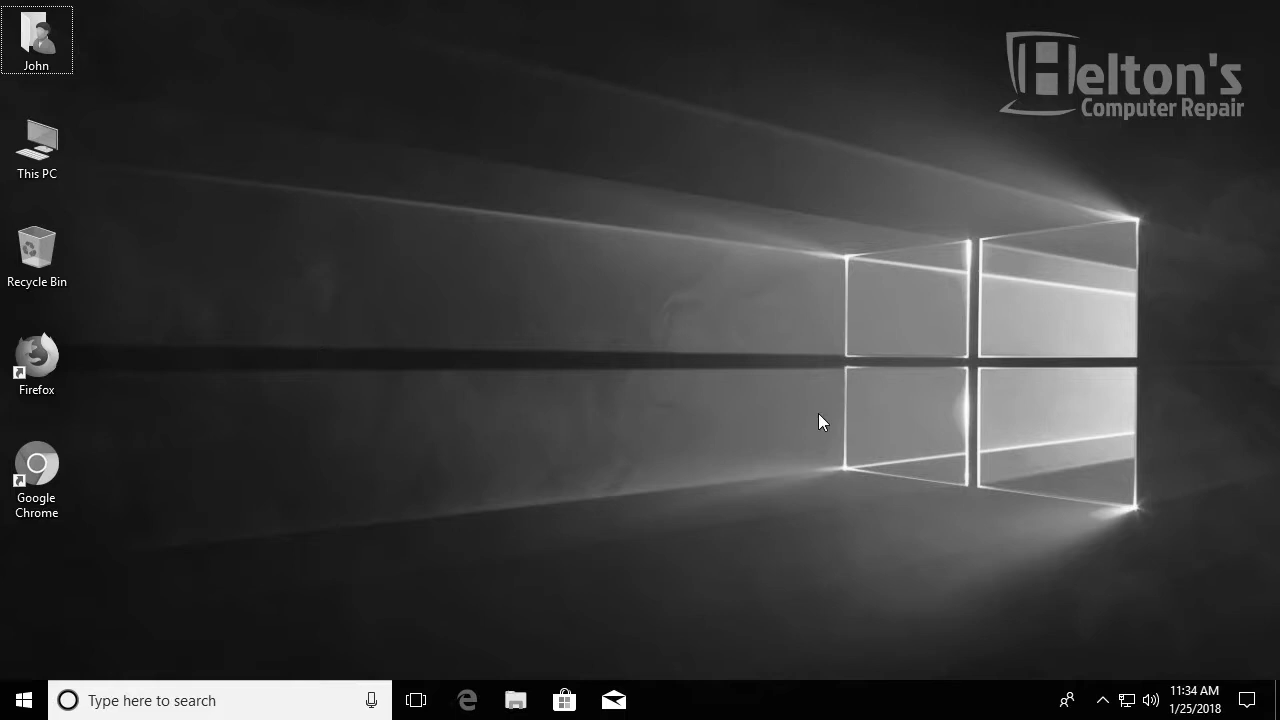 John
This PC
Recycle Bin
Firefox
Google
Chrome
Helton's
Computer Repair
Type here to search
11:34 AM
1/25/2018